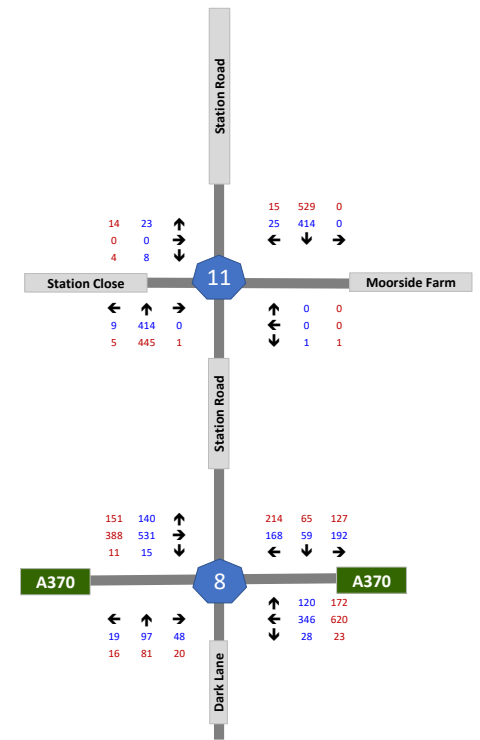 Station Road
15 529 0
14 23 ↑ 25 414 0
0 0 → ← ↓ →
4 8 ↓
11
Station Close Moorside Farm
← ↑ → ↑ 0 0
9 414 0 ← 0 0
5 445 1 ↓ 1 1
Station Road
151 140 ↑ 214 65 127
388 531 → 168 59 192
11 15 ↓ ← ↓ →
A370 8 A370
↑ 120 172
← ↑ → ← 346 620
19 97 48 ↓ 28 23
16 81 20
Dark Lane